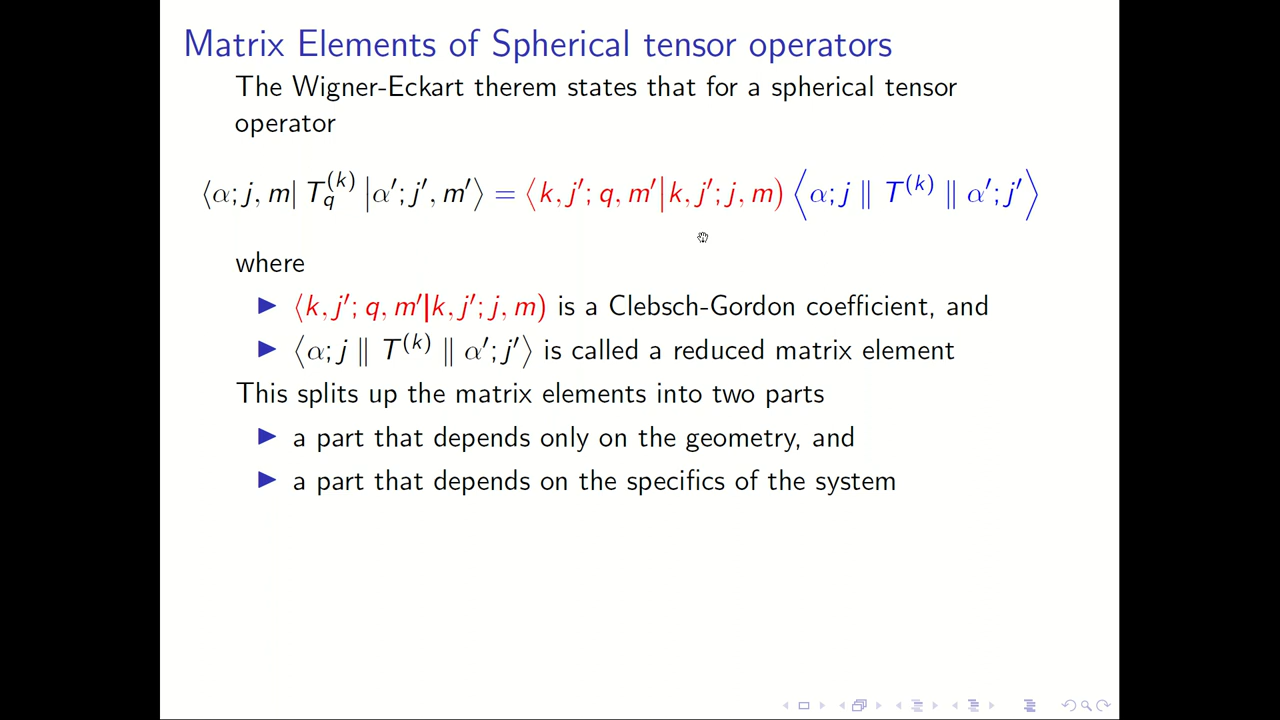 Matrix Elements of Spherical tensor operators
The Wigner-Eckart therem states that for a spherical tensor
operator
⟨α; j, m| T_q^{(k)} |α′; j′, m′⟩ = ⟨k, j′; q, m′|k, j′; j, m) ⟨α; j ∥ T^{(k)} ∥ α′; j′⟩
where
▶ ⟨k, j′; q, m′|k, j′; j, m) is a Clebsch-Gordon coefficient, and
▶ ⟨α; j ∥ T^{(k)} ∥ α′; j′⟩ is called a reduced matrix element
This splits up the matrix elements into two parts
▶ a part that depends only on the geometry, and
▶ a part that depends on the specifics of the system